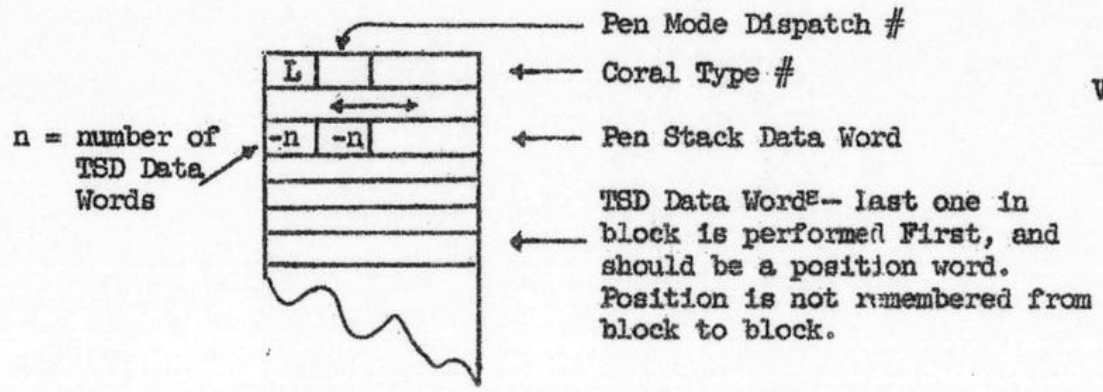 Pen Mode Dispatch #
L
Coral Type #
V
n = number of
TSD Data
Words
-n -n
Pen Stack Data Word
TSD Data Words- last one in
block is performed First, and
should be a position word.
Position is not remembered from
block to block.